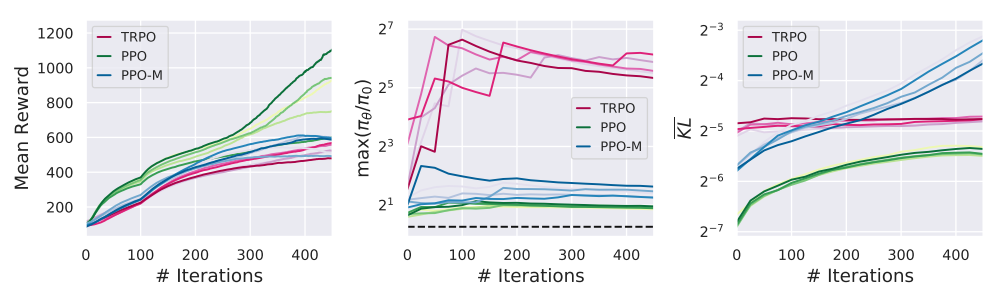 Mean Reward
1200
1000
800
600
400
200
0 100 200 300 400
# Iterations
TRPO
PPO
PPO-M
max(πθ/π0)
2^7
2^5
2^3
2^1
0 100 200 300 400
# Iterations
TRPO
PPO
PPO-M
KL
2^−3
2^−4
2^−5
2^−6
2^−7
0 100 200 300 400
# Iterations
TRPO
PPO
PPO-M